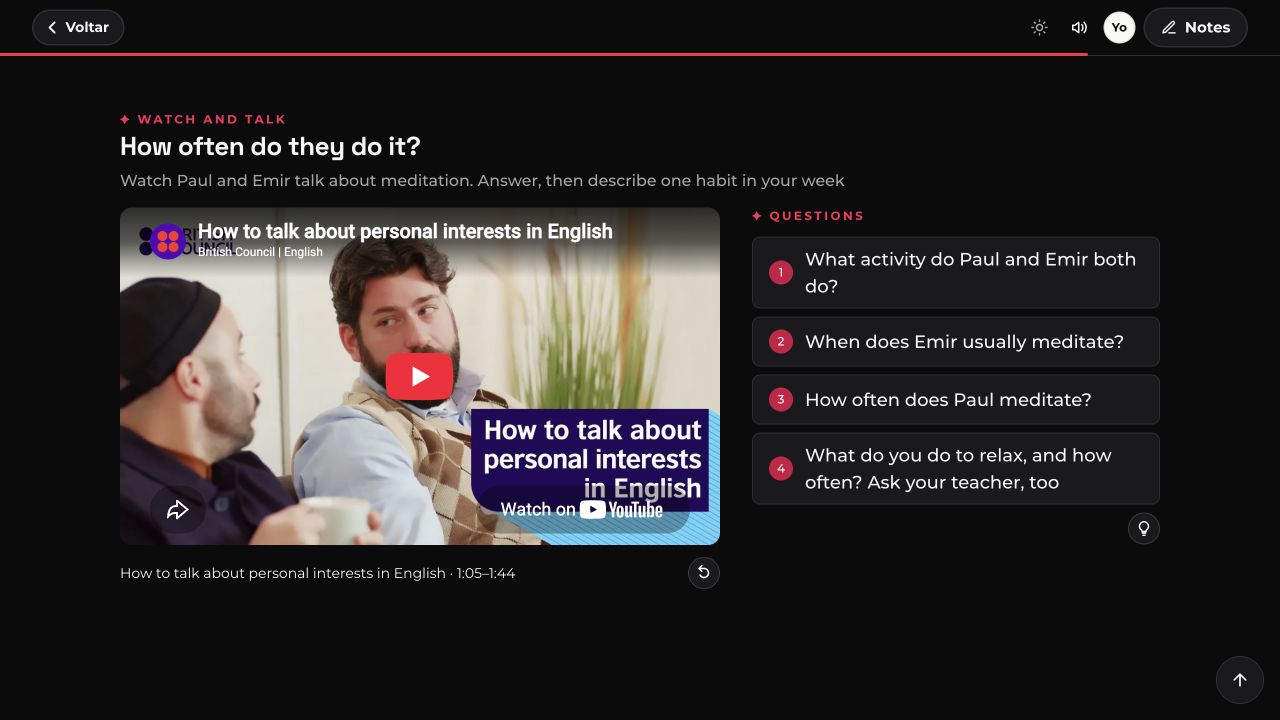 Voltar
Yo
Notes
WATCH AND TALK
How often do they do it?
Watch Paul and Emir talk about meditation. Answer, then describe one habit in your week
How to talk about personal interests in English
British Council | English
How to talk about
personal interests
in English
Watch on YouTube
How to talk about personal interests in English · 1:05–1:44
QUESTIONS
1
What activity do Paul and Emir both
do?
2
When does Emir usually meditate?
3
How often does Paul meditate?
4
What do you do to relax, and how
often? Ask your teacher, too